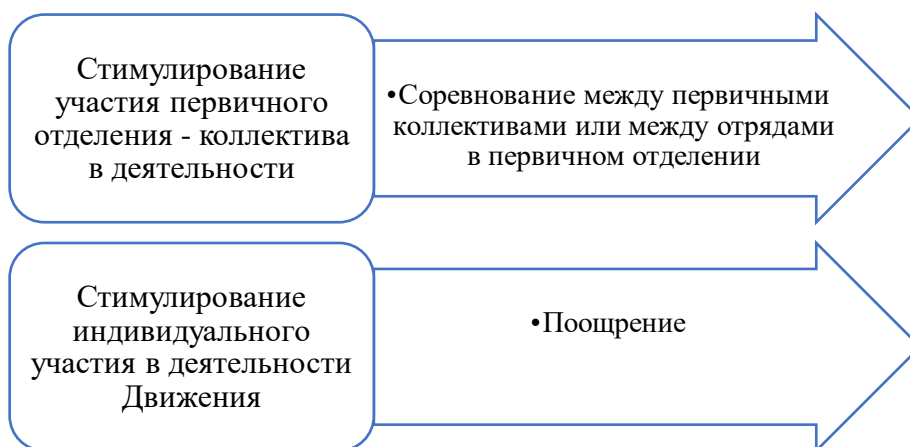 Стимулирование
участия первичного
отделения - коллектива
в деятельности
•Соревнование между первичными
коллективами или между отрядами
в первичном отделении
Стимулирование
индивидуального
участия в деятельности
Движения
•Поощрение